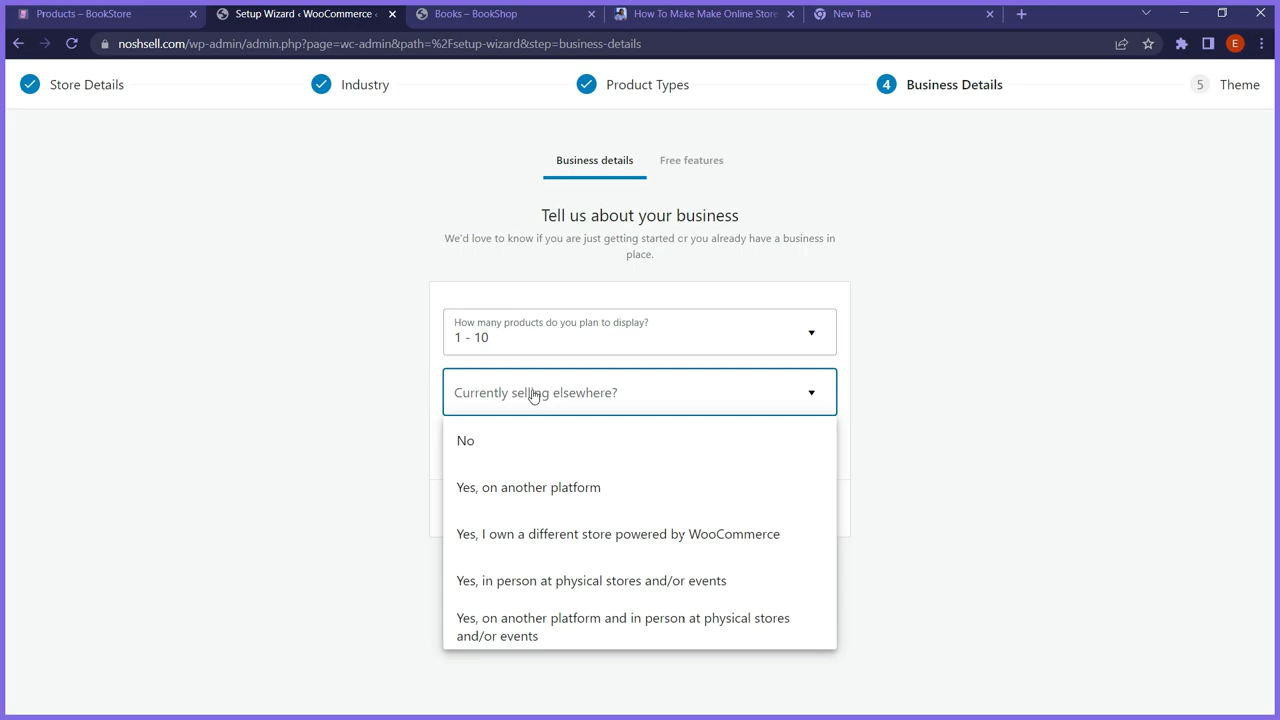 Products – BookStore
Setup Wizard ‹ WooCommerce ‹
Books – BookShop
How To Make Make Online Store
New Tab
noshsell.com/wp-admin/admin.php?page=wc-admin&path=%2Fsetup-wizard&step=business-details
E
Store Details
Industry
Product Types
4 Business Details
5 Theme
Business details
Free features
Tell us about your business
We'd love to know if you are just getting started or you already have a business in
place.
How many products do you plan to display?
1 - 10
Currently selling elsewhere?
No
Yes, on another platform
Yes, I own a different store powered by WooCommerce
Yes, in person at physical stores and/or events
Yes, on another platform and in person at physical stores
and/or events